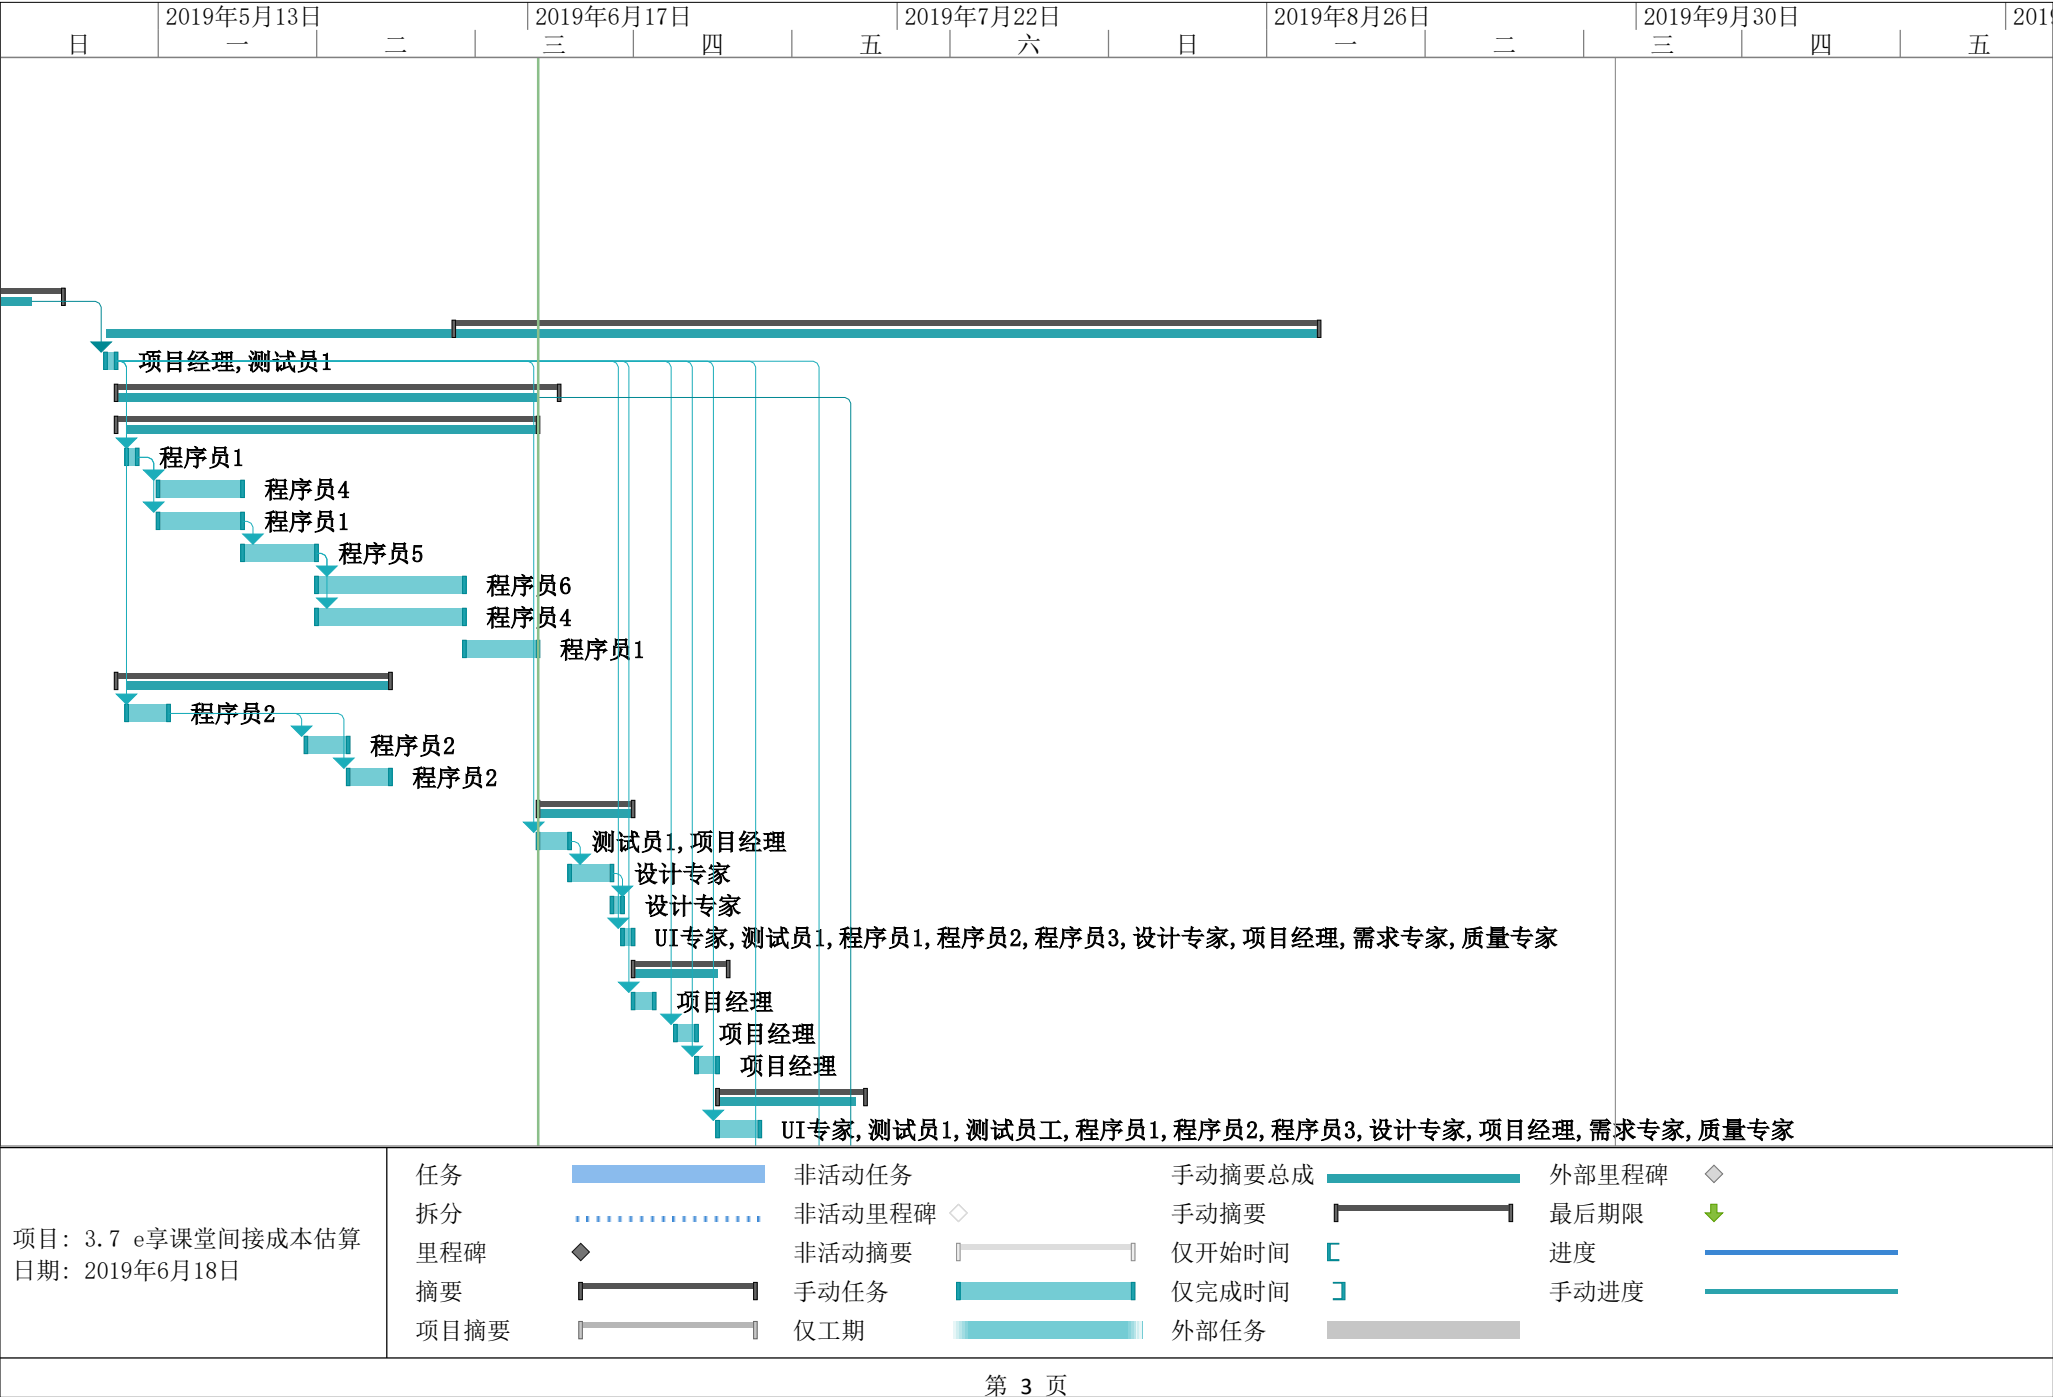 2019年5月13日 2019年6月17日 2019年7月22日 2019年8月26日 2019年9月30日 201
日 一 二 三 四 五 六 日 一 二 三 四 五
项目经理,测试员1
程序员1
程序员4
程序员1
程序员5
程序员6
程序员4
程序员1
程序员2
程序员2
程序员2
测试员1,项目经理
设计专家
设计专家
UI专家,测试员1,程序员1,程序员2,程序员3,设计专家,项目经理,需求专家,质量专家
项目经理
项目经理
项目经理
UI专家,测试员1,测试员工,程序员1,程序员2,程序员3,设计专家,项目经理,需求专家,质量专家
项目: 3.7 e享课堂间接成本估算
日期: 2019年6月18日
任务 非活动任务 手动摘要总成 外部里程碑
拆分 非活动里程碑 手动摘要 最后期限
里程碑 非活动摘要 仅开始时间 进度
摘要 手动任务 仅完成时间 手动进度
项目摘要 仅工期 外部任务
第 3 页